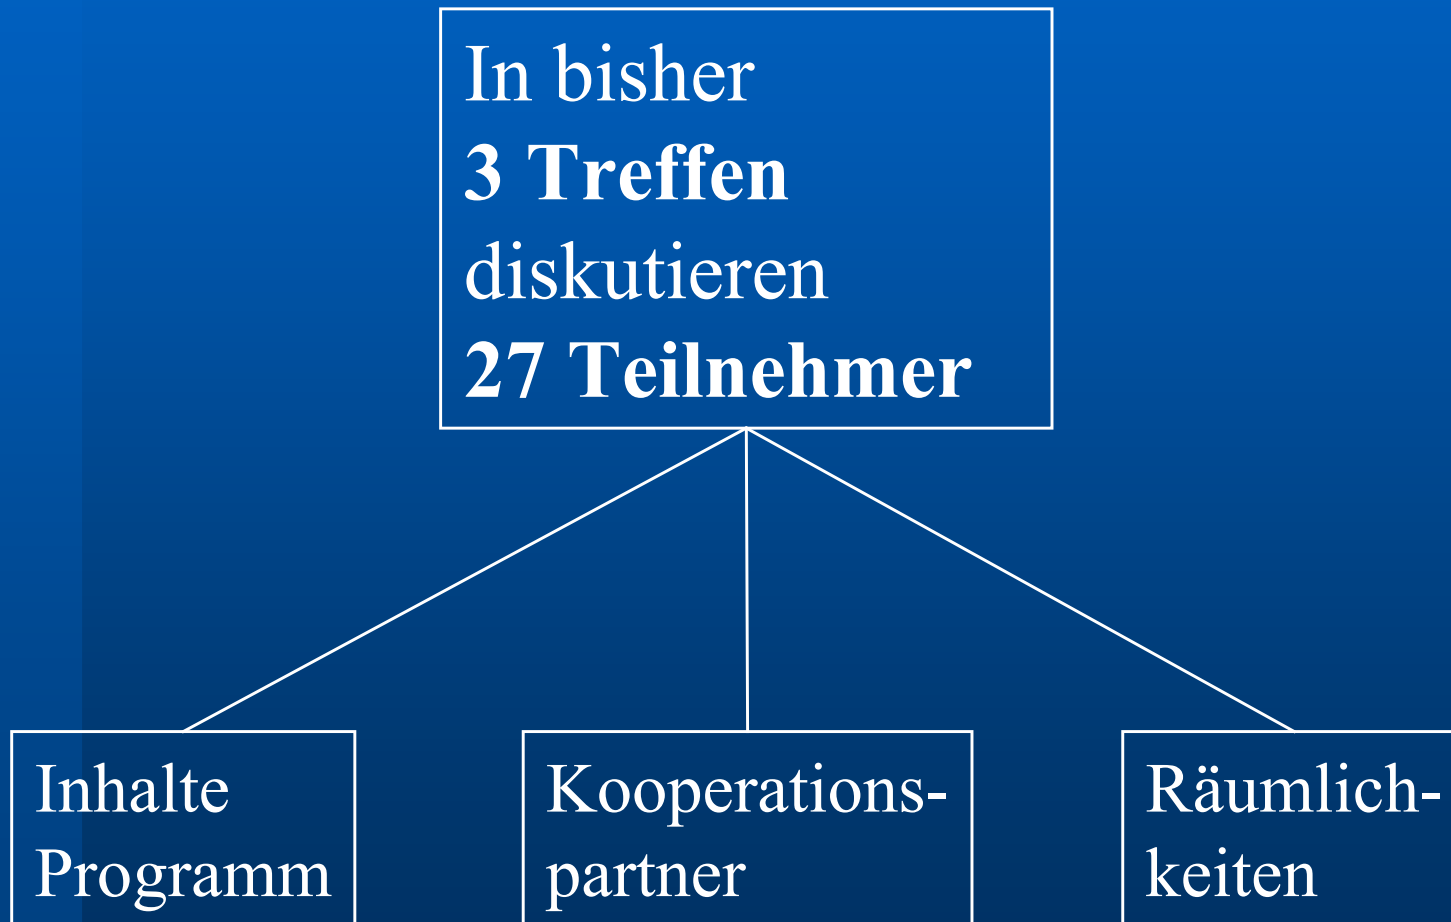 In bisher
3 Treffen
diskutieren
27 Teilnehmer
Inhalte
Programm
Kooperations-
partner
Räumlich-
keiten